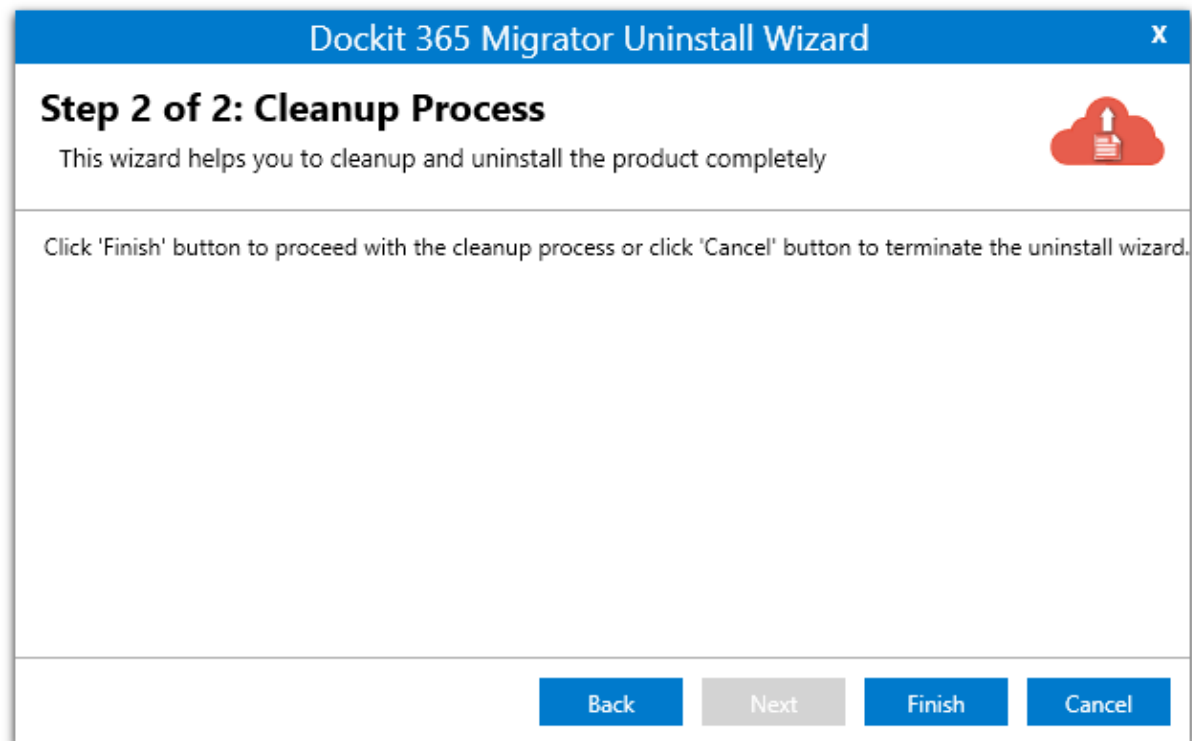 Dockit 365 Migrator Uninstall Wizard X
Step 2 of 2: Cleanup Process
This wizard helps you to cleanup and uninstall the product completely
Click 'Finish' button to proceed with the cleanup process or click 'Cancel' button to terminate the uninstall wizard.
Back Next Finish Cancel